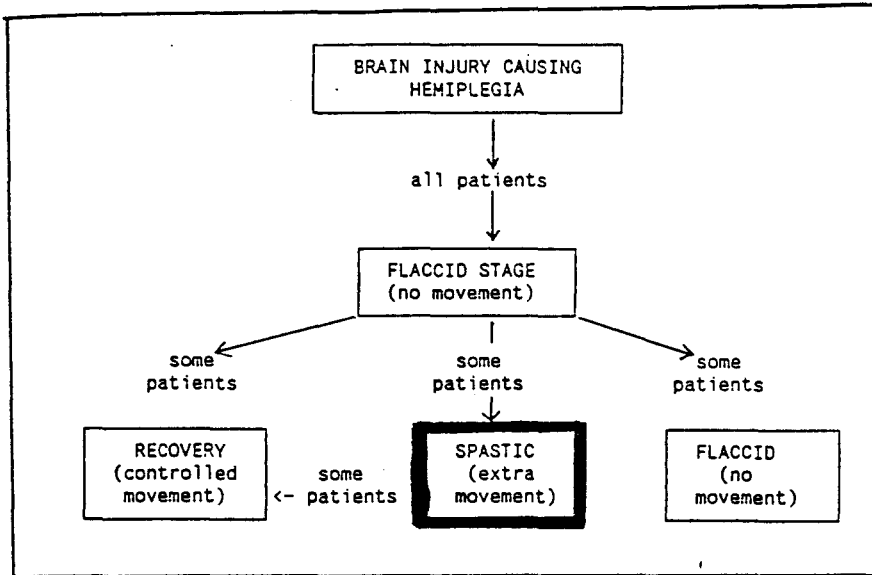 BRAIN INJURY CAUSING
HEMIPLEGIA
all patients
FLACCID STAGE
(no movement)
some
patients
some
patients
some
patients
RECOVERY
(controlled
movement)
<- some
patients
SPASTIC
(extra
movement)
FLACCID
(no
movement)